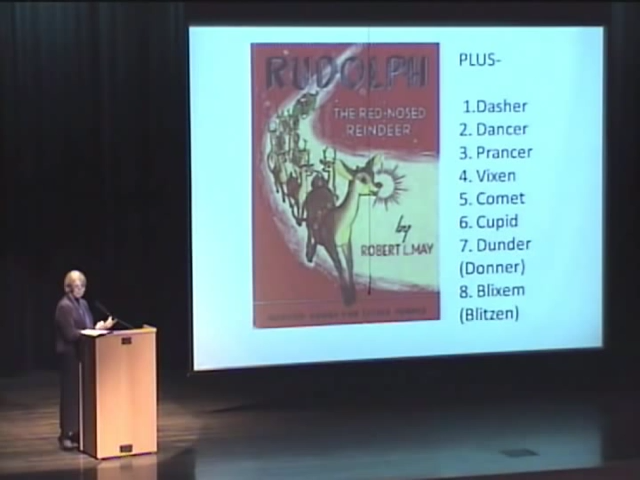 RUDOLPH
THE RED-NOSED
REINDEER
by
ROBERT L. MAY
PLUS-
1.Dasher
2. Dancer
3. Prancer
4. Vixen
5. Comet
6. Cupid
7. Dunder
(Donner)
8. Blixem
(Blitzen)